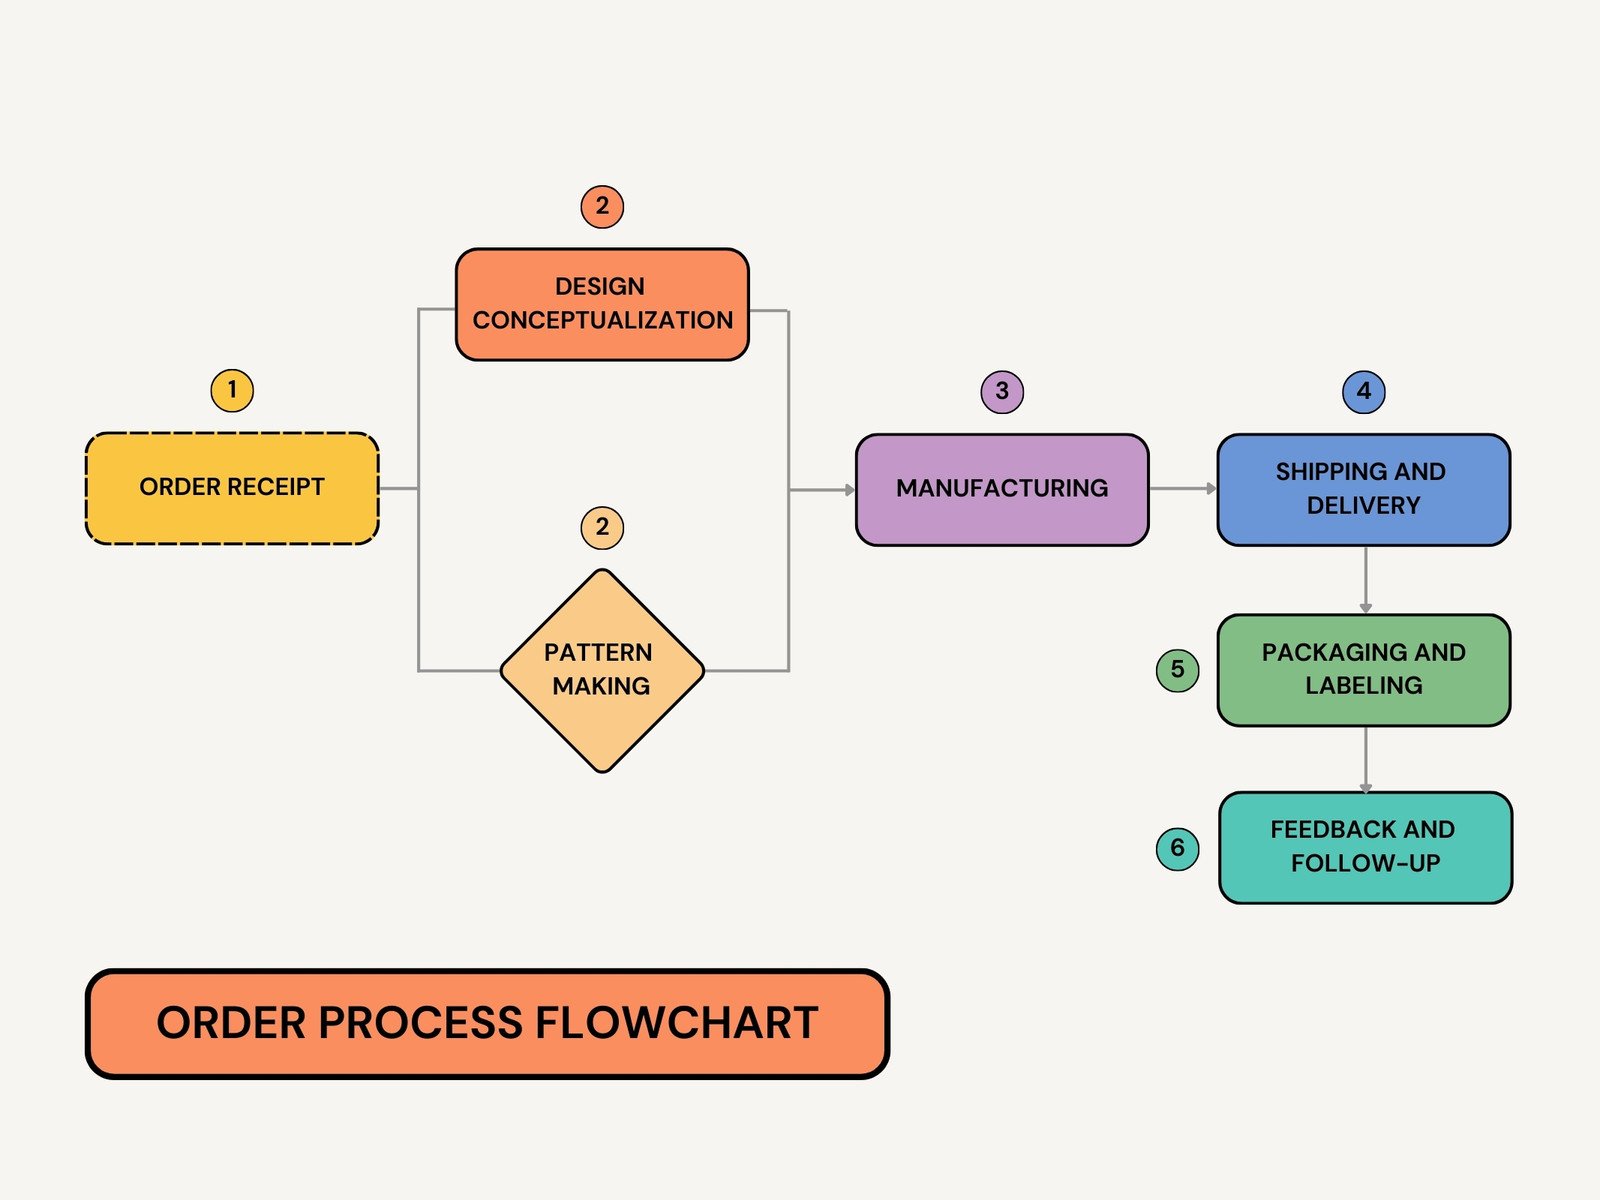 1
ORDER RECEIPT
2
DESIGN
CONCEPTUALIZATION
2
PATTERN
MAKING
3
MANUFACTURING
4
SHIPPING AND
DELIVERY
5
PACKAGING AND
LABELING
6
FEEDBACK AND
FOLLOW-UP
ORDER PROCESS FLOWCHART